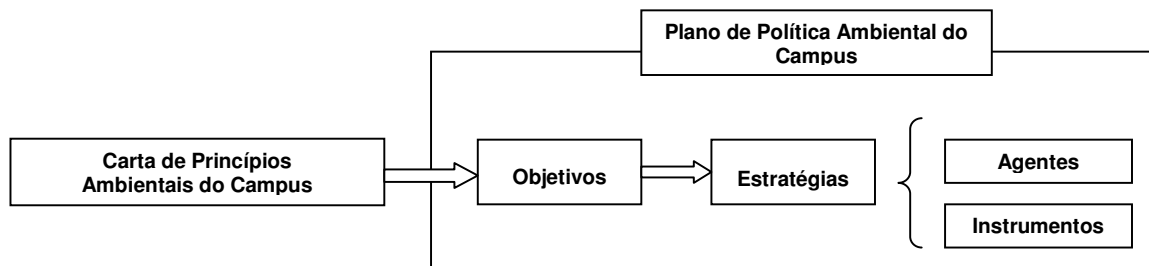 Plano de Política Ambiental do
Campus
Carta de Princípios
Ambientais do Campus
Objetivos
Estratégias
Agentes
Instrumentos